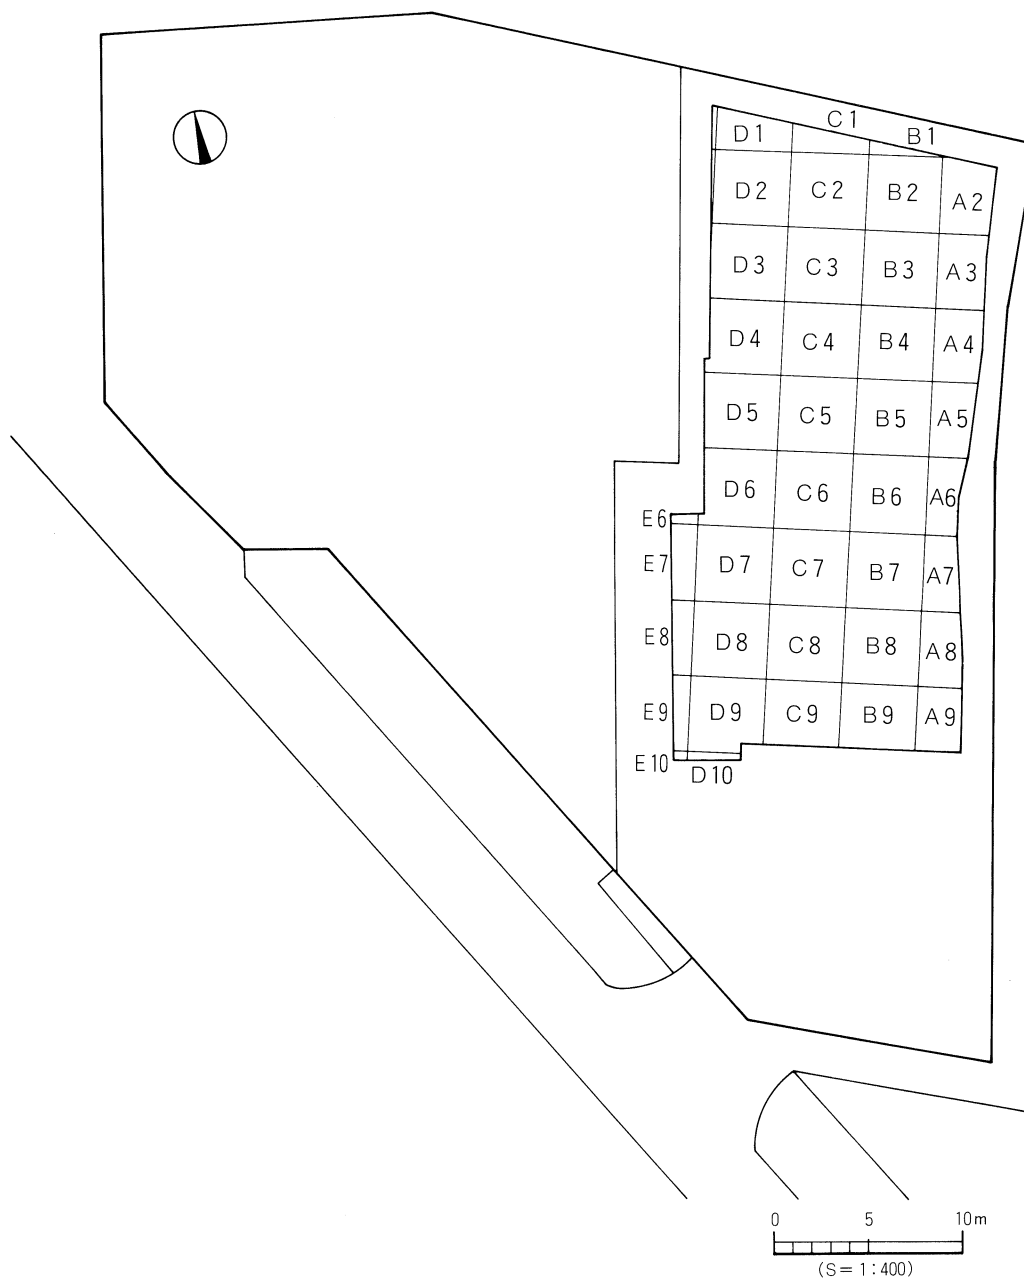 C1
D1 B1
D2 C2 B2 A2
D3 C3 B3 A3
D4 C4 B4 A4
D5 C5 B5 A5
D6 C6 B6 A6
E6
E7 D7 C7 B7 A7
E8 D8 C8 B8 A8
E9 D9 C9 B9 A9
E10 D10
0 5 10m
(S=1:400)